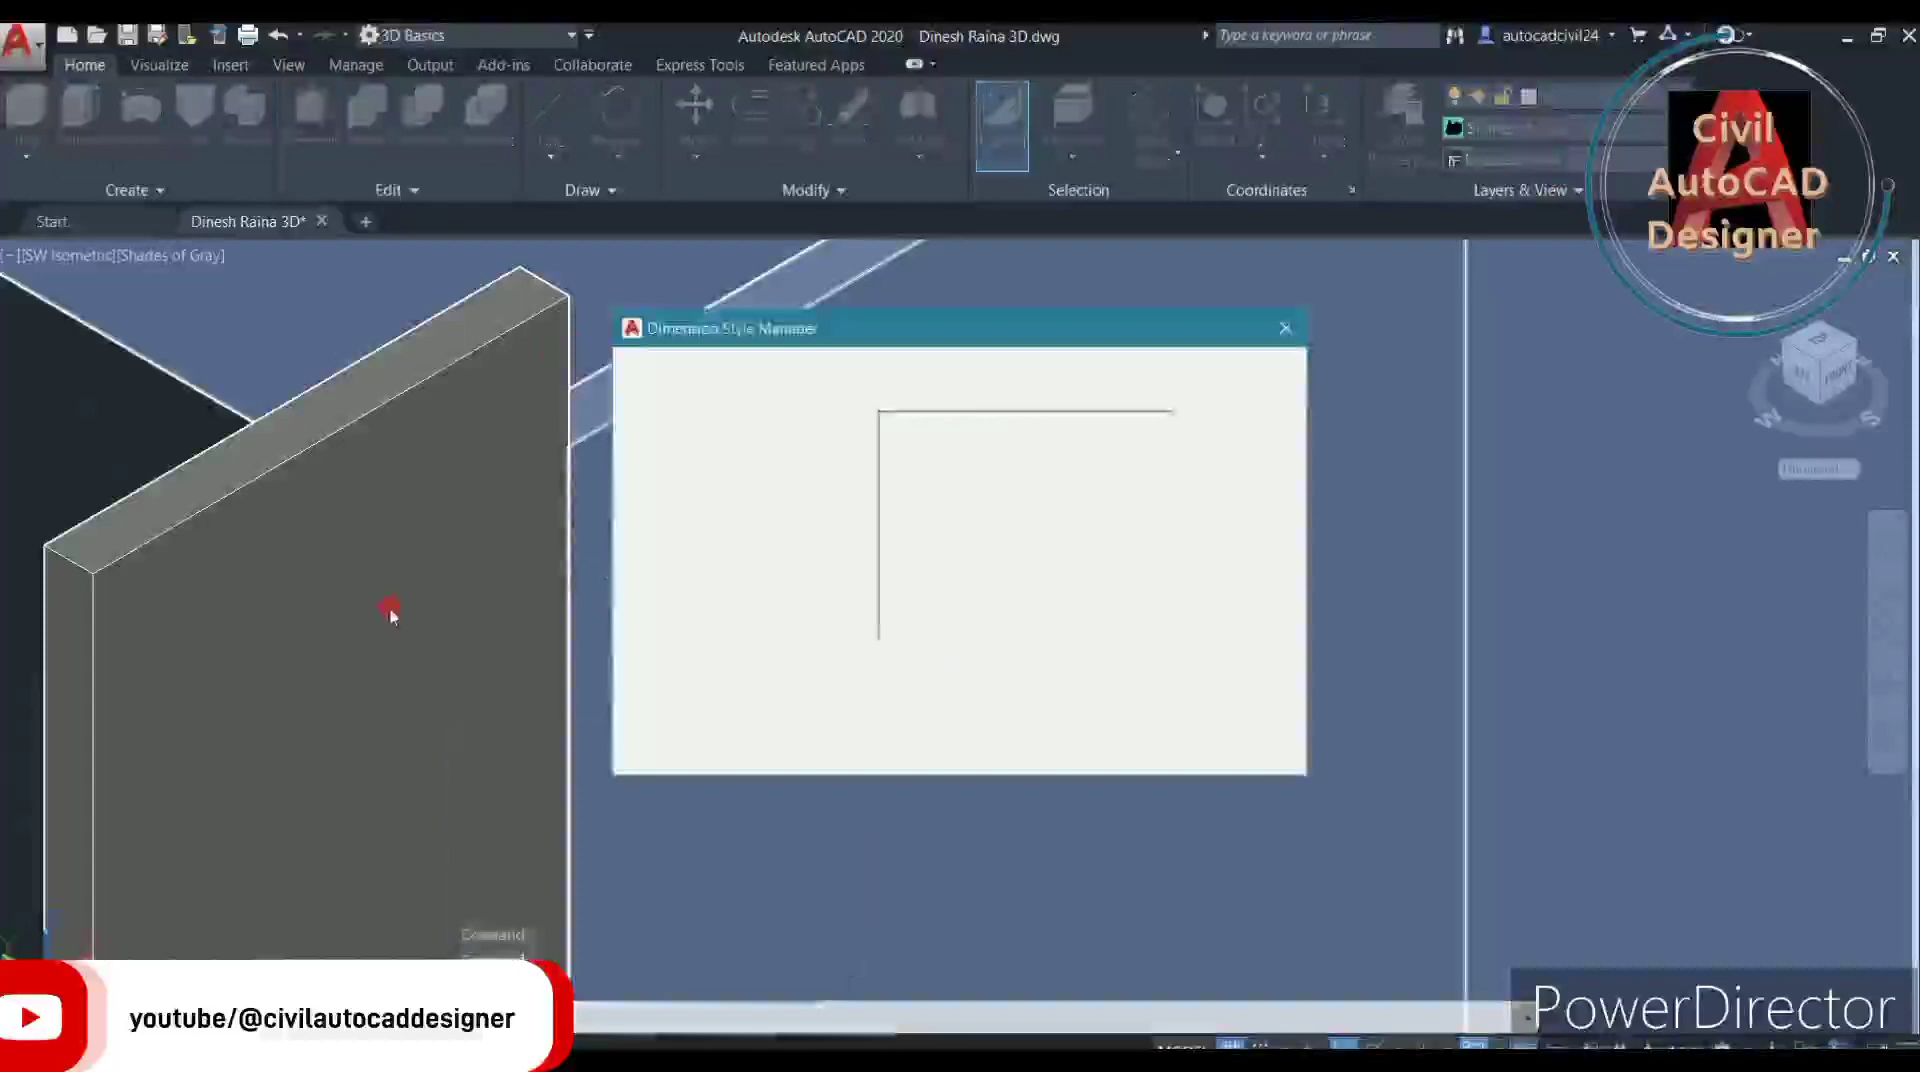 3D Basics
Autodesk AutoCAD 2020 Dinesh Raina 3D.dwg
Type a keyword or phrase
autocadcivil24
Home Visualize Insert View Manage Output Add-ins Collaborate Express Tools Featured Apps
Create Edit Draw Modify Selection Coordinates Layers & View
Civil
AutoCAD
Designer
Start
Dinesh Raina 3D*
[−][SW Isometric][Shades of Gray]
Dimension Style Manager
FRONT
W S
Command
youtube/@civilautocaddesigner
PowerDirector
MODEL